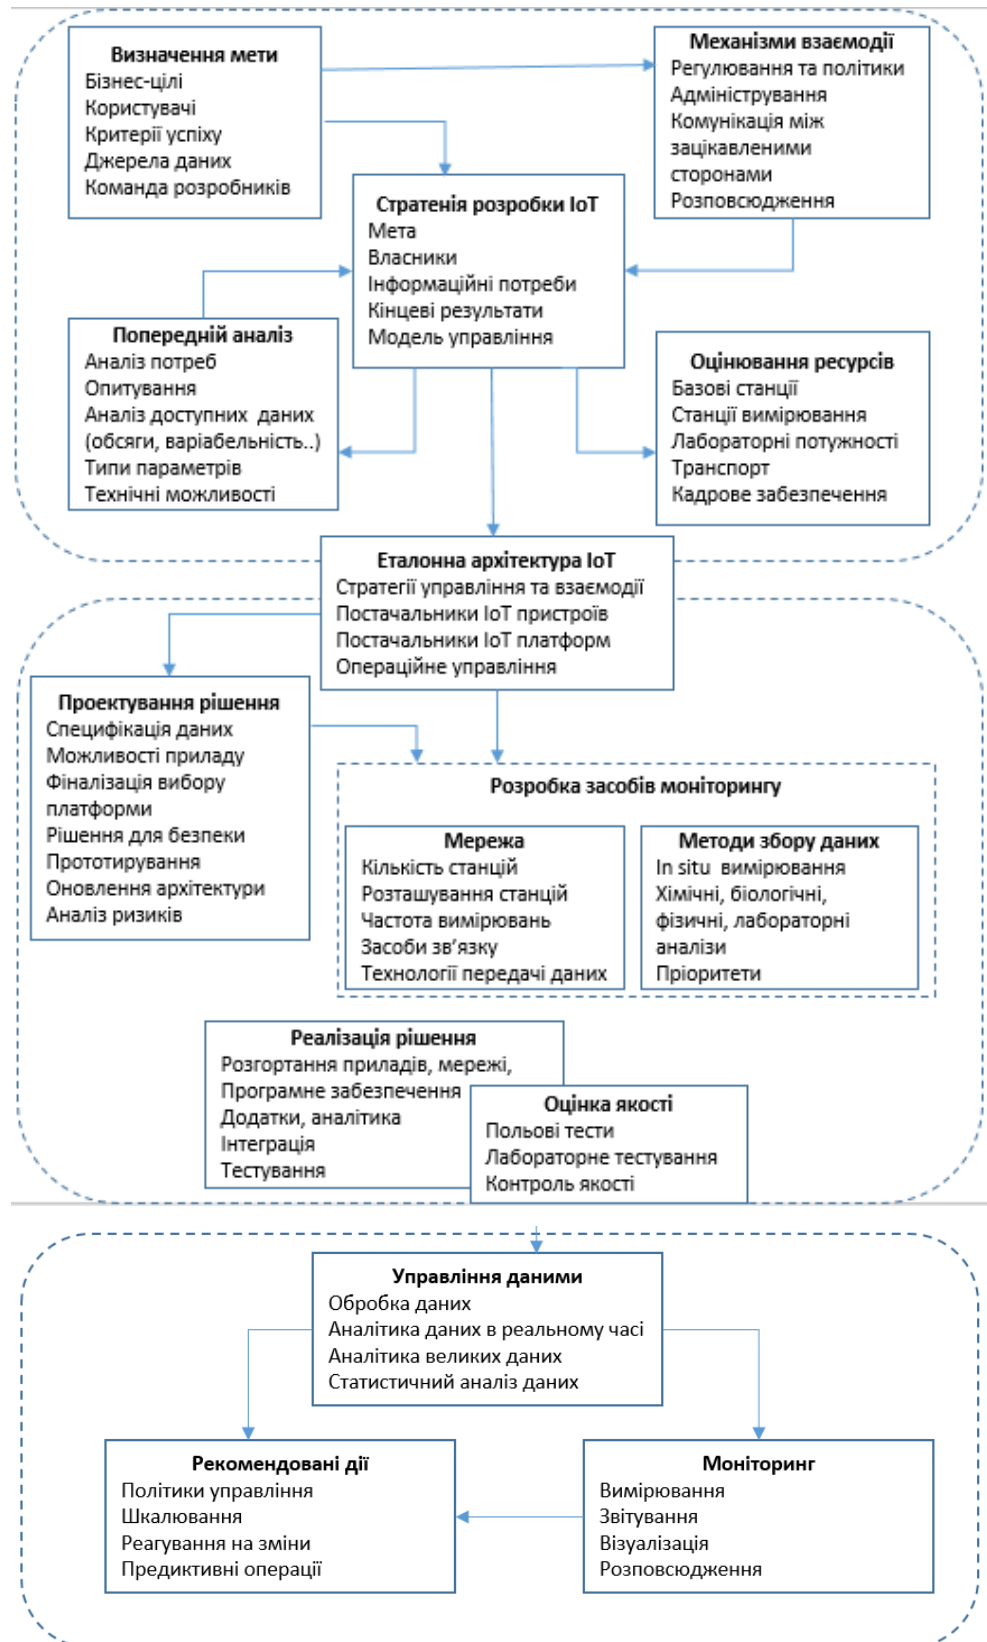 Визначення мети
Бізнес-цілі
Користувачі
Критерії успіху
Джерела даних
Команда розробників
Механізми взаємодії
Регулювання та політики
Адміністрування
Комунікація між
зацікавленими
сторонами
Розповсюдження
Стратенія розробки ІоТ
Мета
Власники
Інформаційні потреби
Кінцеві результати
Модель управління
Попередній аналіз
Аналіз потреб
Опитування
Аналіз доступних даних
(обсяги, варіабельність..)
Типи параметрів
Технічні можливості
Оцінювання ресурсів
Базові станції
Станції вимірювання
Лабораторні потужності
Транспорт
Кадрове забезпечення
Еталонна архітектура ІоТ
Стратегії управління та взаємодії
Постачальники ІоТ пристроїв
Постачальники ІоТ платформ
Операційне управління
Проектування рішення
Специфікація даних
Можливості приладу
Фіналізація вибору
платформи
Рішення для безпеки
Прототирування
Оновлення архітектури
Аналіз ризиків
Розробка засобів моніторингу
Мережа
Кількість станцій
Розташування станцій
Частота вимірювань
Засоби зв’язку
Технології передачі даних
Методи збору даних
In situ вимірювання
Хімічні, біологічні,
фізичні, лабораторні
аналізи
Пріоритети
Реалізація рішення
Розгортання приладів, мережі,
Програмне забезпечення
Додатки, аналітика
Інтеграція
Тестування
Оцінка якості
Польові тести
Лабораторне тестування
Контроль якості
Управління даними
Обробка даних
Аналітика даних в реальному часі
Аналітика великих даних
Статистичний аналіз даних
Рекомендовані дії
Політики управління
Шкалювання
Реагування на зміни
Предиктивні операції
Моніторинг
Вимірювання
Звітування
Візуалізація
Розповсюдження